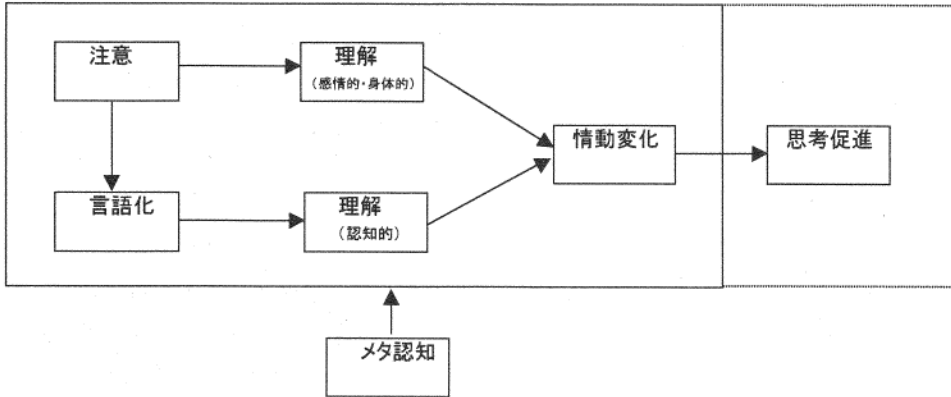 注意
理解
（感情的・身体的）
情動変化
思考促進
言語化
理解
（認知的）
メタ認知